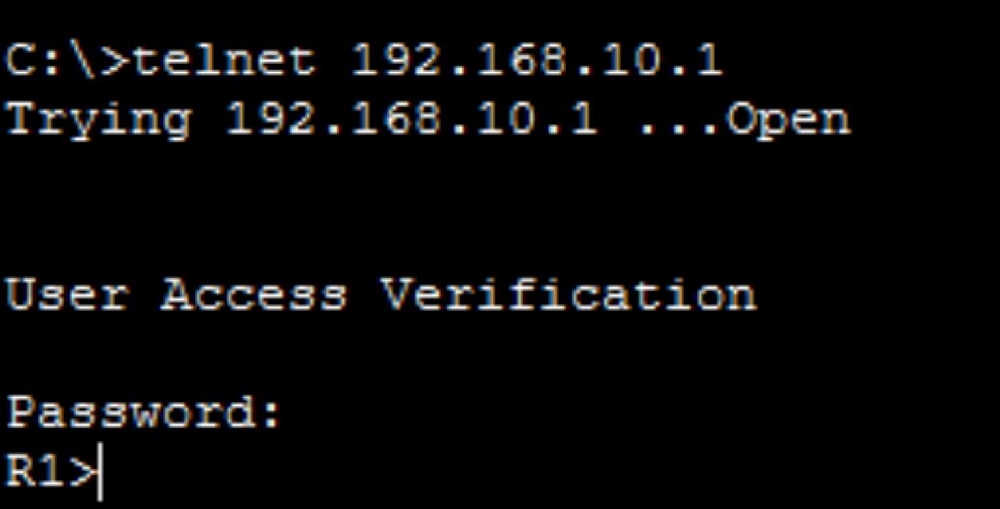 C:\>telnet 192.168.10.1
Trying 192.168.10.1 ...Open
User Access Verification
Password:
R1>